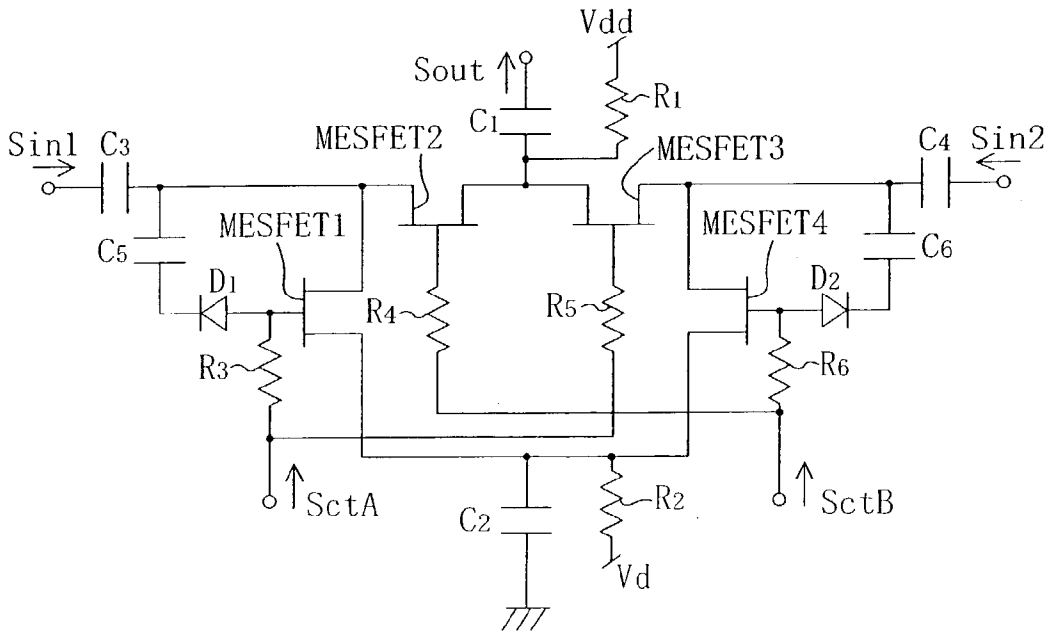 Vdd
Sout
R1
C1
MESFET2
MESFET3
Sin1
C3
C4
Sin2
C5
MESFET1
MESFET4
C6
D1
D2
R4
R5
R3
R6
SctA
C2
R2
SctB
Vd